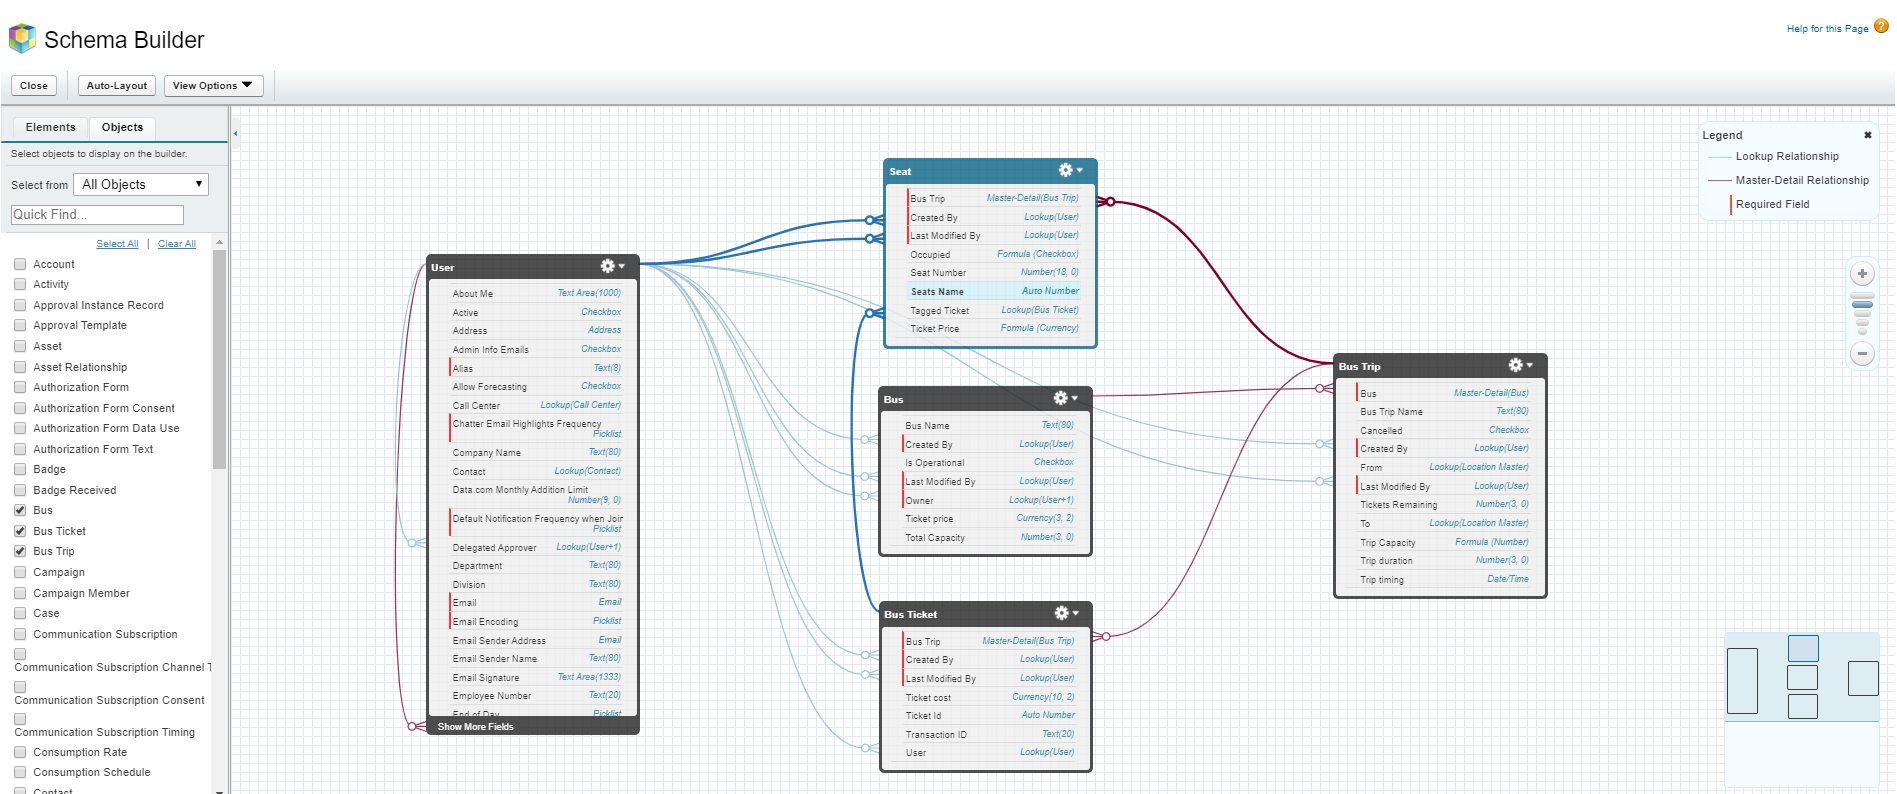 Schema Builder
Help for this Page
Close
Auto-Layout
View Options
Elements
Objects
Select objects to display on the builder.
Select from All Objects
Quick Find...
Select All | Clear All
Account
Activity
Approval Instance Record
Approval Template
Asset
Asset Relationship
Authorization Form
Authorization Form Consent
Authorization Form Data Use
Authorization Form Text
Badge
Badge Received
Bus
Bus Ticket
Bus Trip
Campaign
Campaign Member
Case
Communication Subscription
Communication Subscription Channel T
Communication Subscription Consent
Communication Subscription Timing
Consumption Rate
Consumption Schedule
Contact
User
About Me Text Area(1000)
Active Checkbox
Address Address
Admin Info Emails Checkbox
Alias Text(8)
Allow Forecasting Checkbox
Call Center Lookup(Call Center)
Chatter Email Highlights Frequency
Picklist
Company Name Text(80)
Contact Lookup(Contact)
Data.com Monthly Addition Limit
Number(9, 0)
Default Notification Frequency when Join
Picklist
Delegated Approver Lookup(User+1)
Department Text(80)
Division Text(80)
Email Email
Email Encoding Picklist
Email Sender Address Email
Email Sender Name Text(80)
Email Signature Text Area(1333)
Employee Number Text(20)
End of Day Picklist
Show More Fields
Seat
Bus Trip Master-Detail(Bus Trip)
Created By Lookup(User)
Last Modified By Lookup(User)
Occupied Formula (Checkbox)
Seat Number Number(18, 0)
Seats Name Auto Number
Tagged Ticket Lookup(Bus Ticket)
Ticket Price Formula (Currency)
Bus
Bus Name Text(80)
Created By Lookup(User)
Is Operational Checkbox
Last Modified By Lookup(User)
Owner Lookup(User+1)
Ticket price Currency(3, 2)
Total Capacity Number(3, 0)
Bus Ticket
Bus Trip Master-Detail(Bus Trip)
Created By Lookup(User)
Last Modified By Lookup(User)
Ticket cost Currency(10, 2)
Ticket Id Auto Number
Transaction ID Text(20)
User Lookup(User)
Bus Trip
Bus Master-Detail(Bus)
Bus Trip Name Text(80)
Cancelled Checkbox
Created By Lookup(User)
From Lookup(Location Master)
Last Modified By Lookup(User)
Tickets Remaining Number(3, 0)
To Lookup(Location Master)
Trip Capacity Formula (Number)
Trip duration Number(3, 0)
Trip timing Date/Time
Legend
Lookup Relationship
Master-Detail Relationship
Required Field